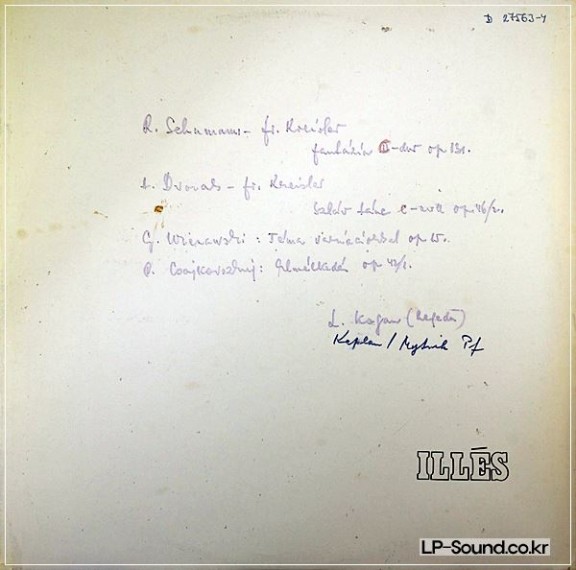 D 27563-4
R. Schumann - fr. Kreisler
fantázia C-dur op 131.
A. Dvorak - fr. Kreisler
szláv tánc e-moll op. 46/2.
G. Wieniawski : Téma variációkkal op 15.
P. Csajkovszkij : Elmélkedés op 42/1.
L. Kogan (hegedű)
Kaplan / Mytnik Pf
ILLÉS
LP-Sound.co.kr